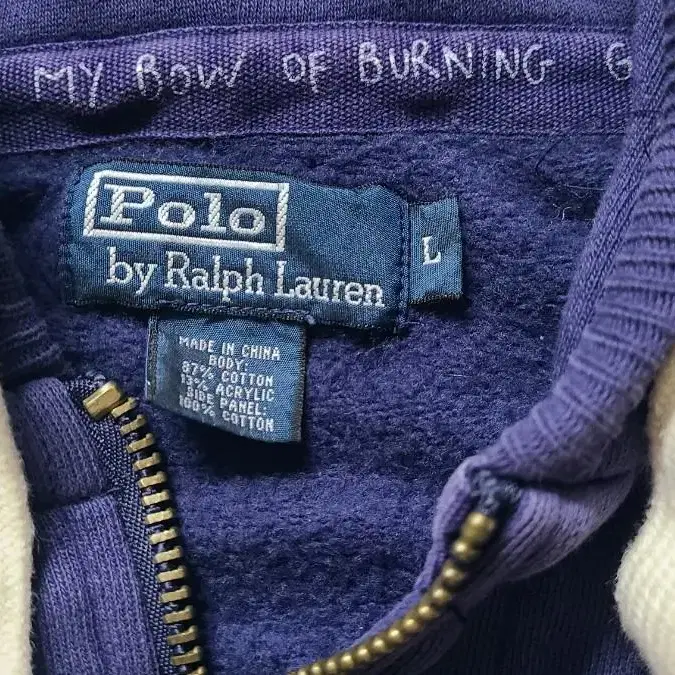 MY BOW OF BURNING G
Polo
by Ralph Lauren
L
MADE IN CHINA
BODY:
87% COTTON
13% ACRYLIC
SIDE PANEL:
100% COTTON